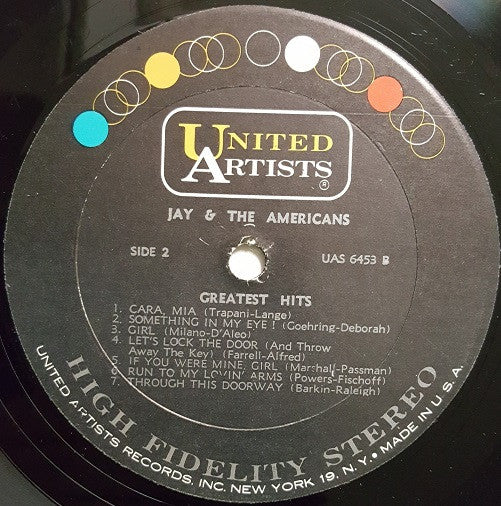 UNITED
ARTISTS
®
JAY & THE AMERICANS
SIDE 2
UAS 6453 B
GREATEST HITS
1. CARA, MIA (Trapani-Lange)
2. SOMETHING IN MY EYE ! (Goehring-Deborah)
3. GIRL (Milano-D'Aleo)
4. LET'S LOCK THE DOOR (And Throw
Away The Key) (Farrell-Alfred)
5. IF YOU WERE MINE, GIRL (Marshall-Passman)
6. RUN TO MY LOVIN' ARMS (Powers-Fischoff)
7. THROUGH THIS DOORWAY (Barkin-Raleigh)
HIGH FIDELITY STEREO
UNITED ARTISTS RECORDS, INC. NEW YORK 19, N.Y. • MADE IN U.S.A.